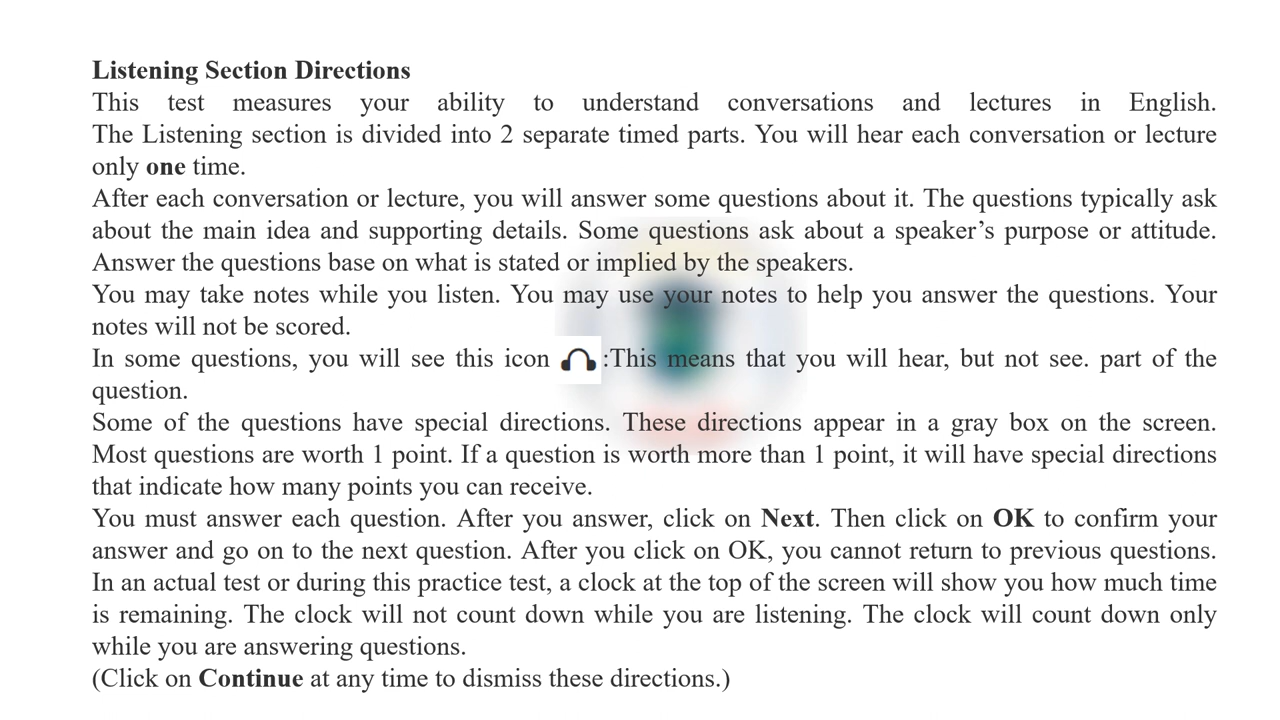 Listening Section Directions
This test measures your ability to understand conversations and lectures in English.
The Listening section is divided into 2 separate timed parts. You will hear each conversation or lecture
only one time.
After each conversation or lecture, you will answer some questions about it. The questions typically ask
about the main idea and supporting details. Some questions ask about a speaker’s purpose or attitude.
Answer the questions base on what is stated or implied by the speakers.
You may take notes while you listen. You may use your notes to help you answer the questions. Your
notes will not be scored.
In some questions, you will see this icon :This means that you will hear, but not see. part of the
question.
Some of the questions have special directions. These directions appear in a gray box on the screen.
Most questions are worth 1 point. If a question is worth more than 1 point, it will have special directions
that indicate how many points you can receive.
You must answer each question. After you answer, click on Next. Then click on OK to confirm your
answer and go on to the next question. After you click on OK, you cannot return to previous questions.
In an actual test or during this practice test, a clock at the top of the screen will show you how much time
is remaining. The clock will not count down while you are listening. The clock will count down only
while you are answering questions.
(Click on Continue at any time to dismiss these directions.)